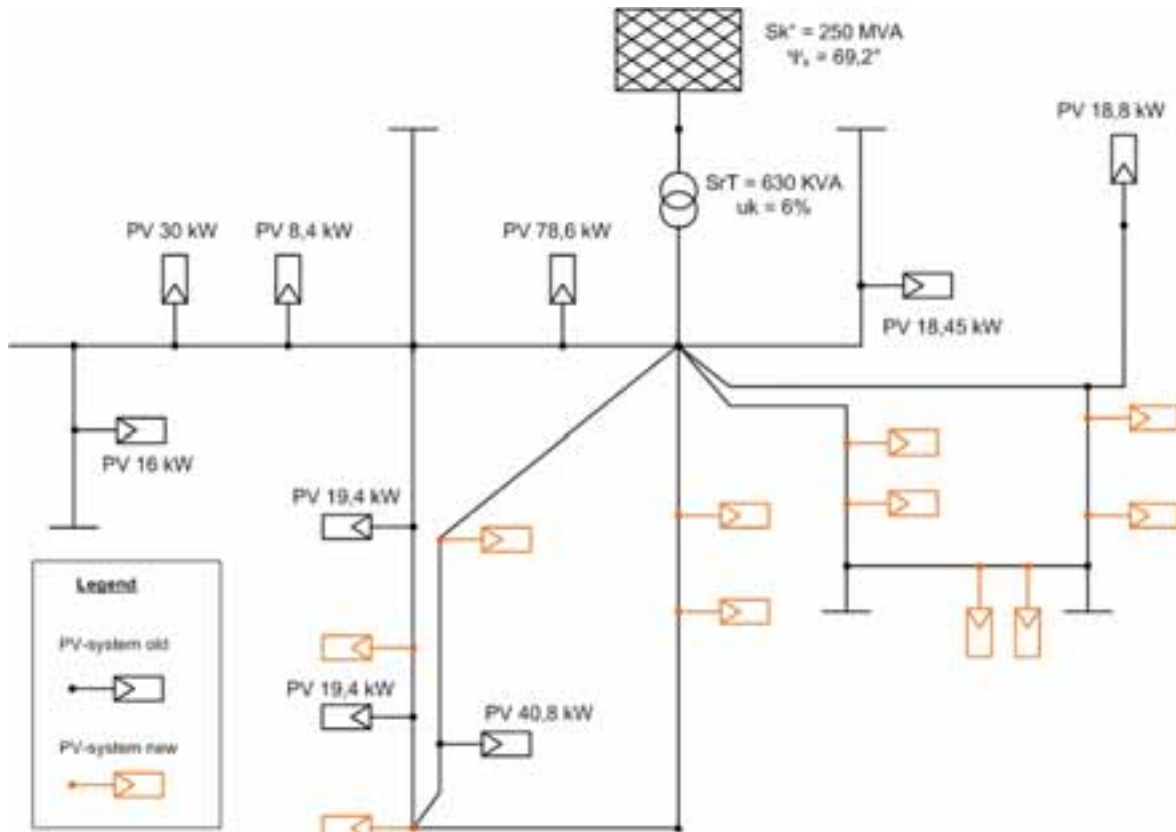 Sk" = 250 MVA
Ψk = 69,2°
PV 18,8 kW
SrT = 630 KVA
uk = 6%
PV 30 kW
PV 8,4 kW
PV 78,6 kW
PV 18,45 kW
PV 16 kW
PV 19,4 kW
Legend
PV-system old
PV 19,4 kW
PV 40,8 kW
PV-system new